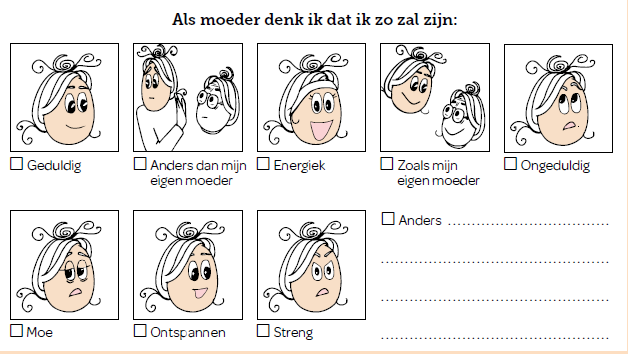 Als moeder denk ik dat ik zo zal zijn:
Geduldig
Anders dan mijn
eigen moeder
Energiek
Zoals mijn
eigen moeder
Ongeduldig
Moe
Ontspannen
Streng
Anders ................................
................................................
................................................
................................................